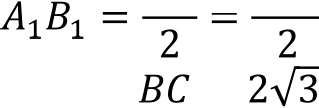 A₁B₁ = — = —
2 2
BC 2√3